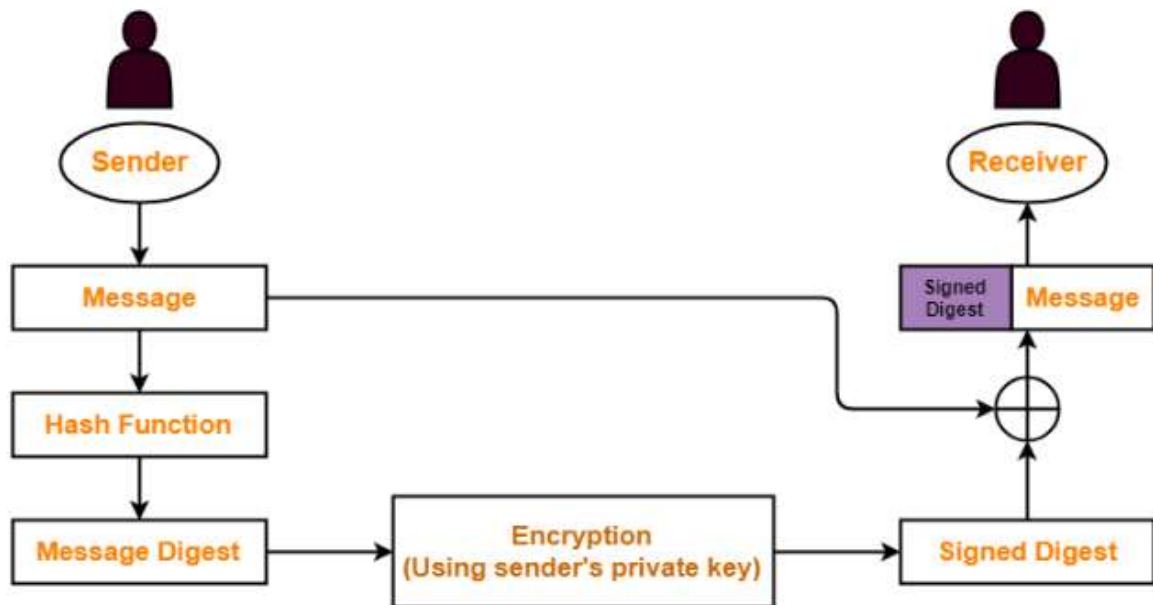 Sender
Receiver
Message
Signed
Digest
Message
Hash Function
Message Digest
Encryption
(Using sender's private key)
Signed Digest